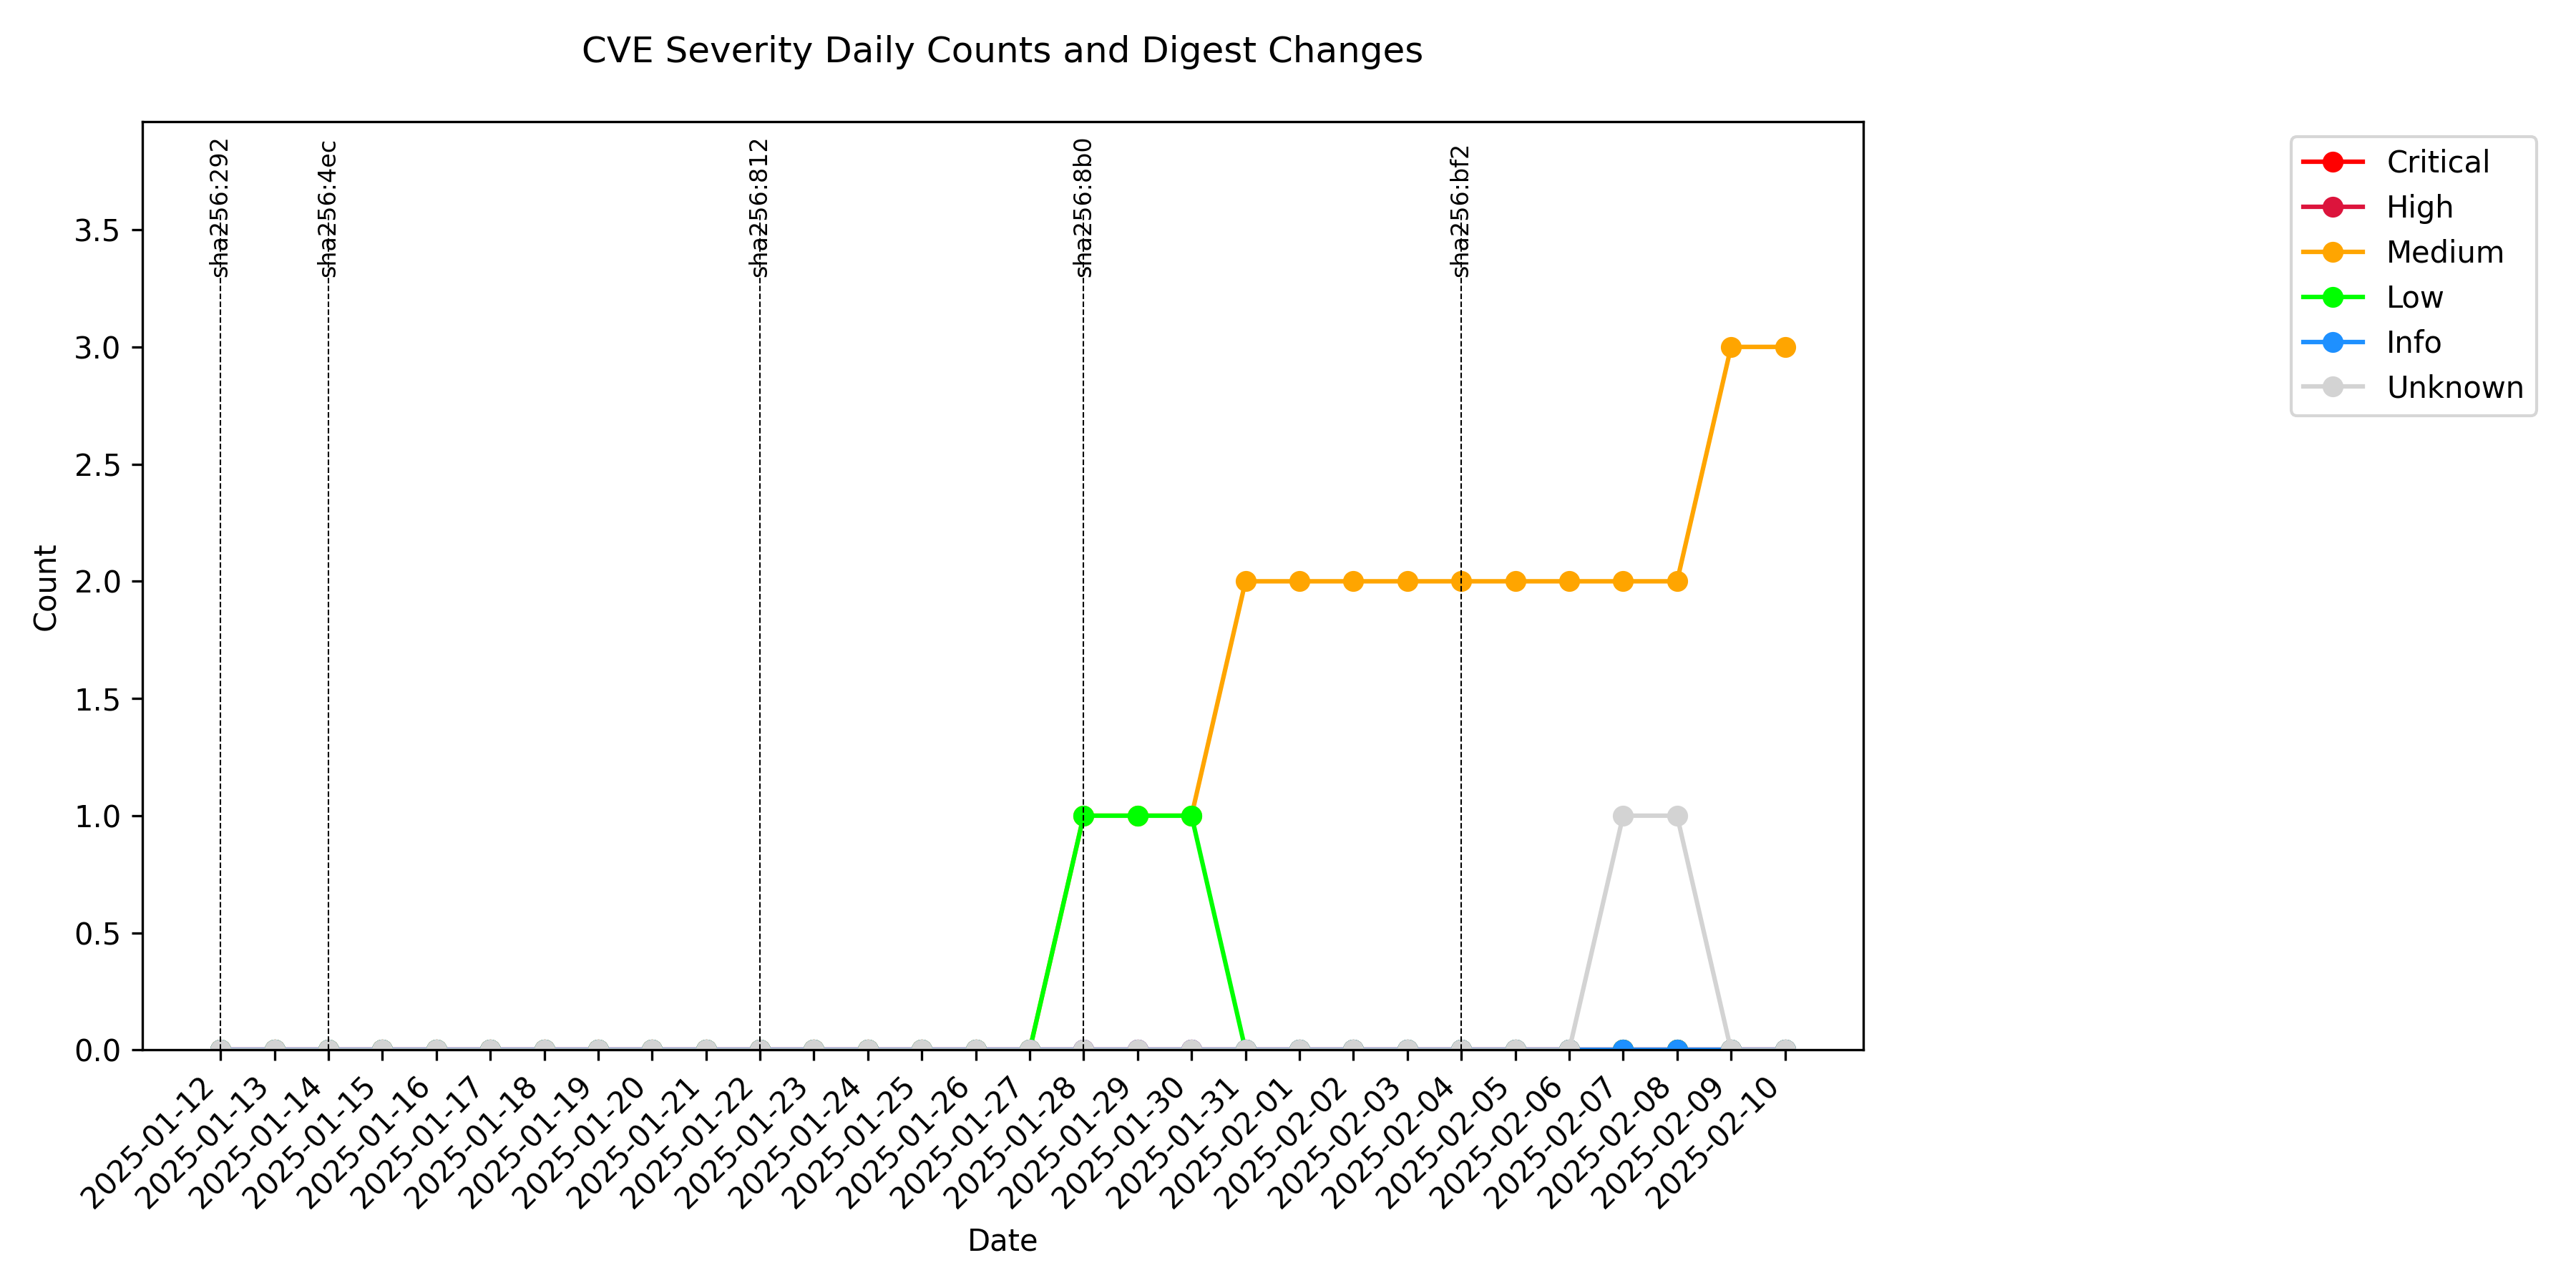 CVE Severity Daily Counts and Digest Changes
sha256:292
sha256:4ec
sha256:812
sha256:8b0
sha256:bf2
Critical
High
Medium
Low
Info
Unknown
3.5
3.0
2.5
2.0
1.5
1.0
0.5
0.0
Count
2025-01-12
2025-01-13
2025-01-14
2025-01-15
2025-01-16
2025-01-17
2025-01-18
2025-01-19
2025-01-20
2025-01-21
2025-01-22
2025-01-23
2025-01-24
2025-01-25
2025-01-26
2025-01-27
2025-01-28
2025-01-29
2025-01-30
2025-01-31
2025-02-01
2025-02-02
2025-02-03
2025-02-04
2025-02-05
2025-02-06
2025-02-07
2025-02-08
2025-02-09
2025-02-10
Date